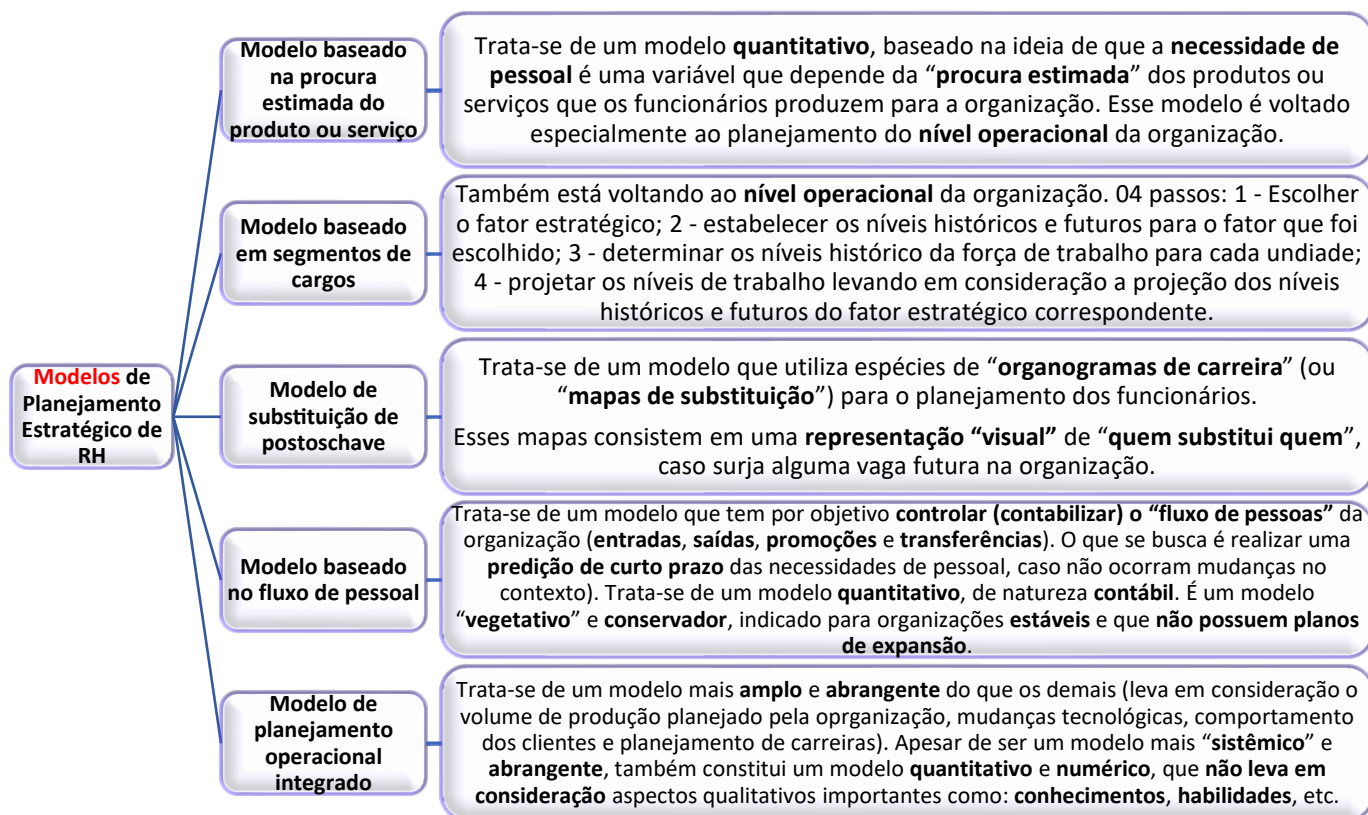 Modelos de
Planejamento
Estratégico de
RH
Modelo baseado
na procura
estimada do
produto ou serviço
Trata-se de um modelo quantitativo, baseado na ideia de que a necessidade de
pessoal é uma variável que depende da “procura estimada” dos produtos ou
serviços que os funcionários produzem para a organização. Esse modelo é voltado
especialmente ao planejamento do nível operacional da organização.
Modelo baseado
em segmentos de
cargos
Também está voltando ao nível operacional da organização. 04 passos: 1 - Escolher
o fator estratégico; 2 - estabelecer os níveis históricos e futuros para o fator que foi
escolhido; 3 - determinar os níveis histórico da força de trabalho para cada undiade;
4 - projetar os níveis de trabalho levando em consideração a projeção dos níveis
históricos e futuros do fator estratégico correspondente.
Modelo de
substituição de
postoschave
Trata-se de um modelo que utiliza espécies de “organogramas de carreira” (ou
“mapas de substituição”) para o planejamento dos funcionários.
Esses mapas consistem em uma representação “visual” de “quem substitui quem”,
caso surja alguma vaga futura na organização.
Modelo baseado
no fluxo de pessoal
Trata-se de um modelo que tem por objetivo controlar (contabilizar) o “fluxo de pessoas” da
organização (entradas, saídas, promoções e transferências). O que se busca é realizar uma
predição de curto prazo das necessidades de pessoal, caso não ocorram mudanças no
contexto). Trata-se de um modelo quantitativo, de natureza contábil. É um modelo
“vegetativo” e conservador, indicado para organizações estáveis e que não possuem planos
de expansão.
Modelo de
planejamento
operacional
integrado
Trata-se de um modelo mais amplo e abrangente do que os demais (leva em consideração o
volume de produção planejado pela oprganização, mudanças tecnológicas, comportamento
dos clientes e planejamento de carreiras). Apesar de ser um modelo mais “sistêmico” e
abrangente, também constitui um modelo quantitativo e numérico, que não leva em
consideração aspectos qualitativos importantes como: conhecimentos, habilidades, etc.